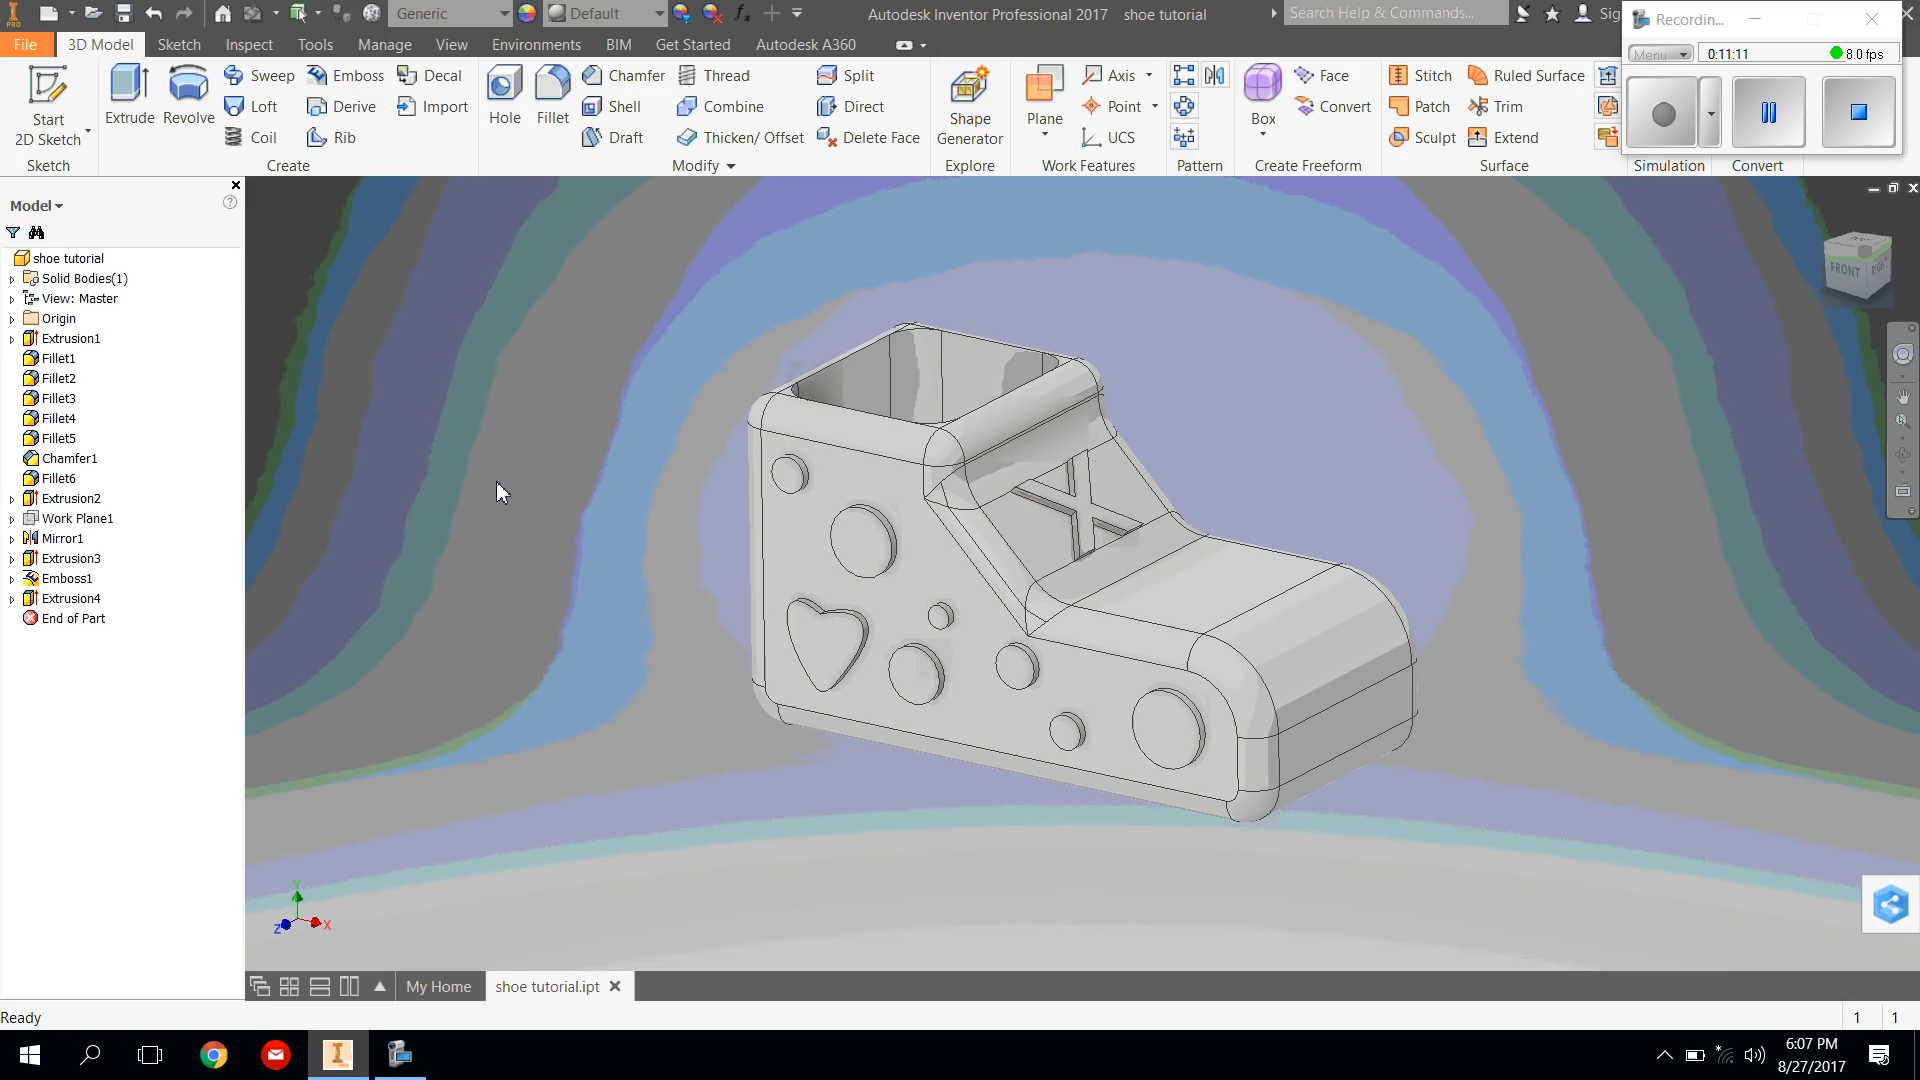 PRO Generic Default Autodesk Inventor Professional 2017 shoe tutorial Search Help & Commands... Sig Recordin...
File 3D Model Sketch Inspect Tools Manage View Environments BIM Get Started Autodesk A360
Menu 0:11:11 8.0 fps
Start
2D Sketch
Extrude
Revolve
Sweep
Loft
Coil
Emboss
Derive
Rib
Decal
Import
Hole
Fillet
Chamfer
Shell
Draft
Thread
Combine
Thicken/ Offset
Split
Direct
Delete Face
Shape
Generator
Plane
Axis
Point
UCS
Box
Face
Convert
Stitch
Patch
Sculpt
Ruled Surface
Trim
Extend
Sketch Create Modify Explore Work Features Pattern Create Freeform Surface Simulation Convert
Model
shoe tutorial
Solid Bodies(1)
View: Master
Origin
Extrusion1
Fillet1
Fillet2
Fillet3
Fillet4
Fillet5
Chamfer1
Fillet6
Extrusion2
Work Plane1
Mirror1
Extrusion3
Emboss1
Extrusion4
End of Part
FRONT
Y
Z
X
My Home shoe tutorial.ipt
Ready 1 1
6:07 PM
8/27/2017